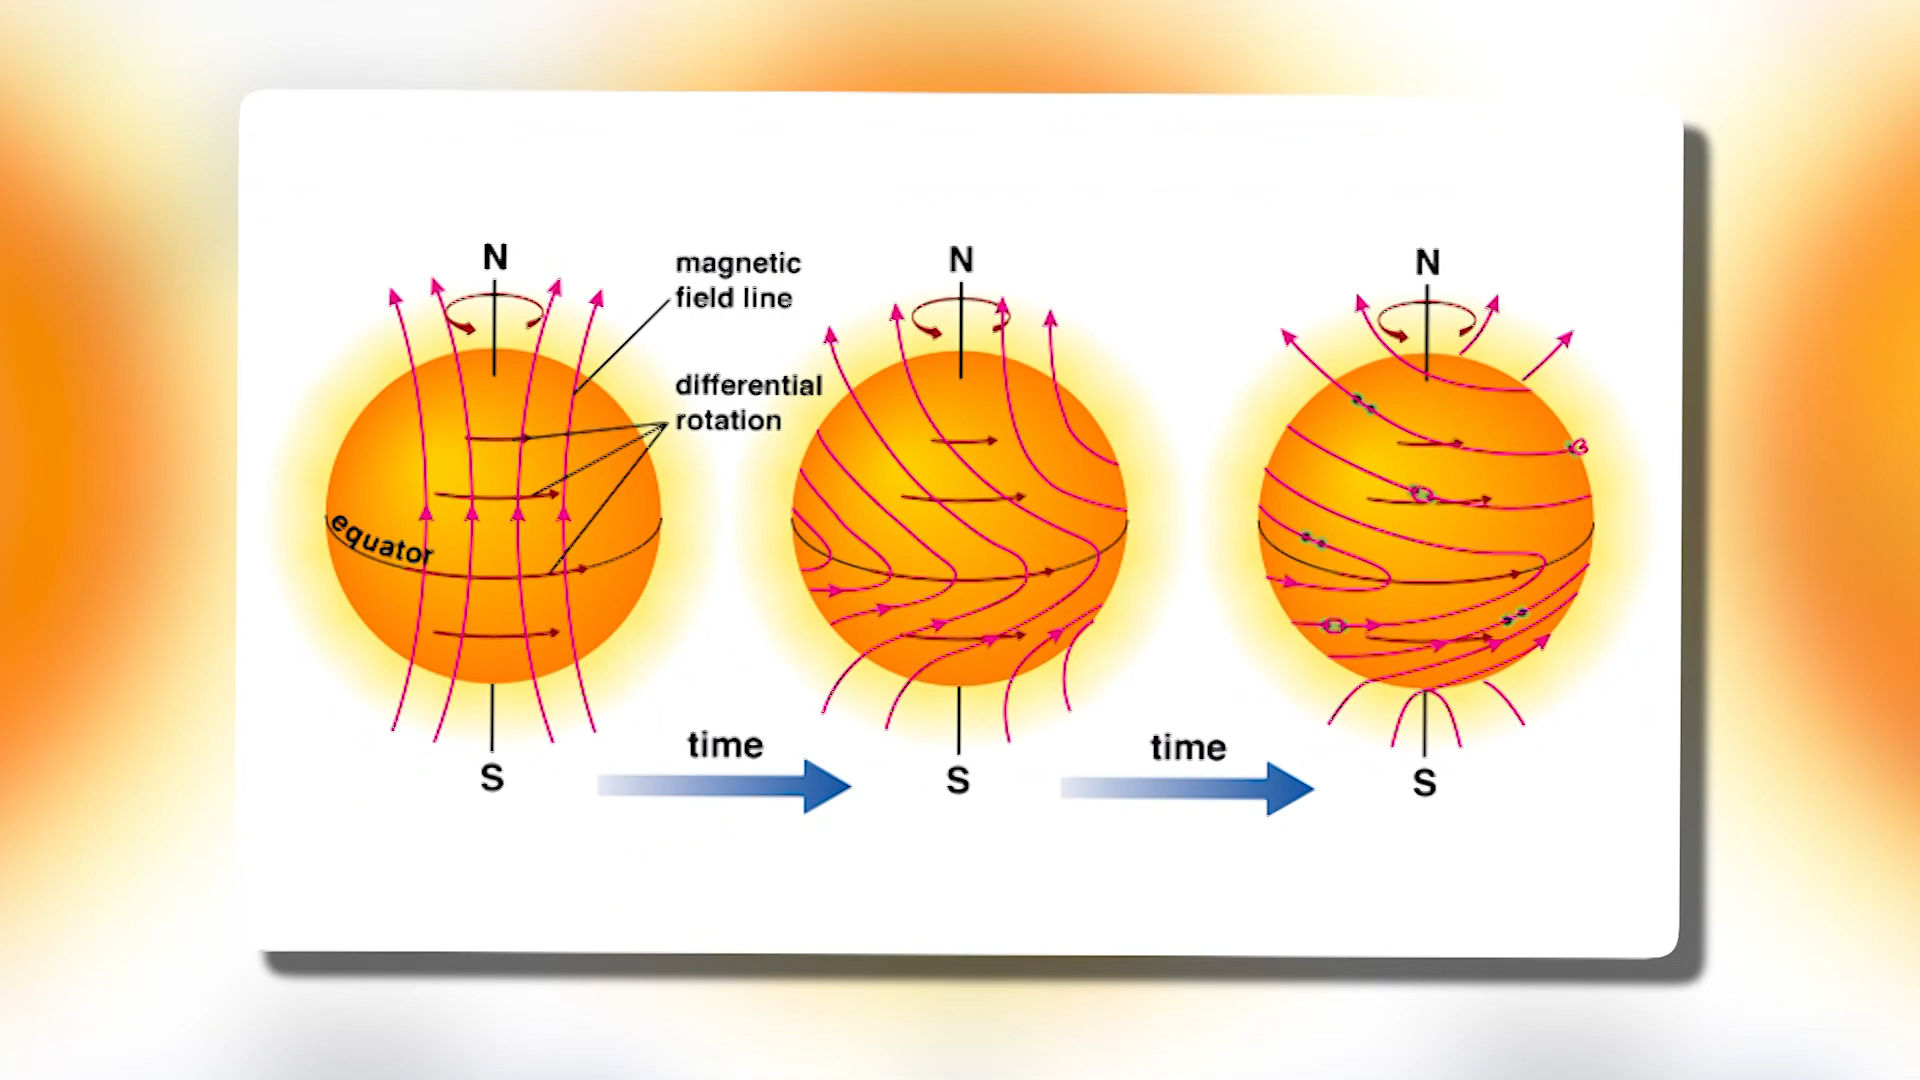 N
magnetic
field line
differential
rotation
equator
S
time
N
S
time
N
S